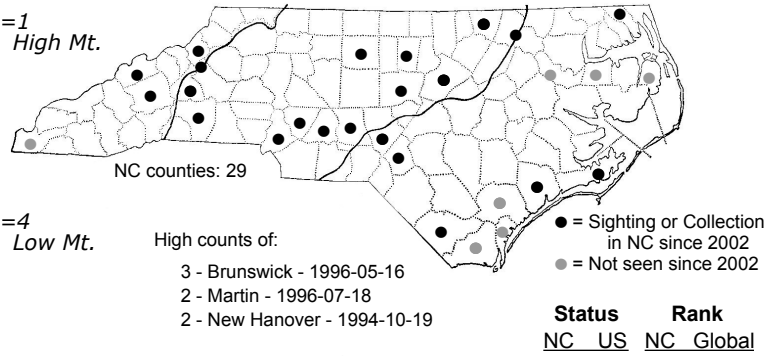 =1
High Mt.
NC counties: 29
=4
Low Mt.
High counts of:
3 - Brunswick - 1996-05-16
2 - Martin - 1996-07-18
2 - New Hanover - 1994-10-19
= Sighting or Collection
in NC since 2002
= Not seen since 2002
Status Rank
NC US NC Global